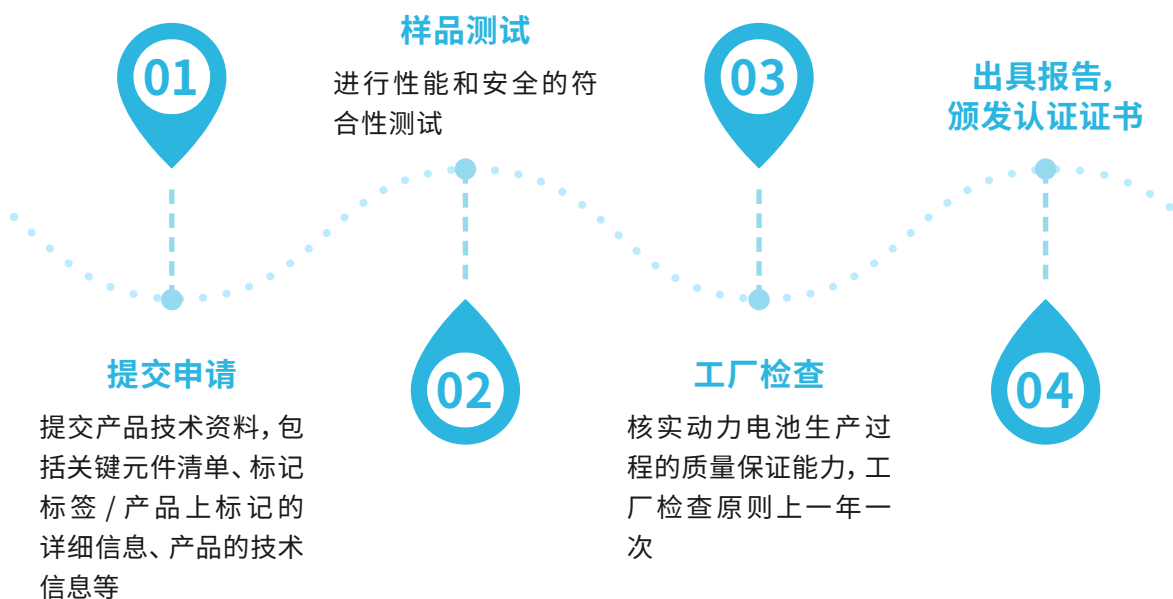 01
提交申请
提交产品技术资料，包
括关键元件清单、标记
标签 / 产品上标记的
详细信息、产品的技术
信息等
样品测试
进行性能和安全的符
合性测试
02
03
工厂检查
核实动力电池生产过
程的质量保证能力，工
厂检查原则上一年一
次
出具报告，
颁发认证证书
04